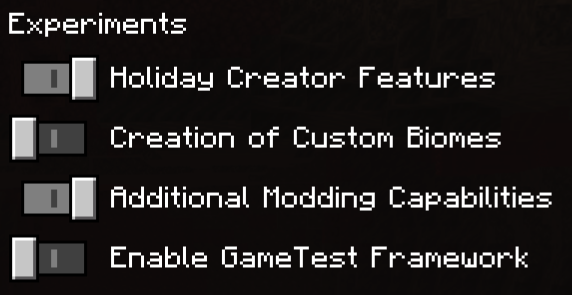 Experiments
Holiday Creator Features
Creation of Custom Biomes
Additional Modding Capabilities
Enable GameTest Framework